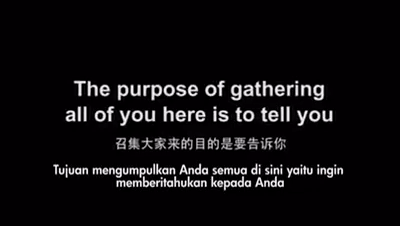 The purpose of gathering
all of you here is to tell you
召集大家来的目的是要告诉你
Tujuan mengumpulkan Anda semua di sini yaitu ingin
memberitahukan kepada Anda